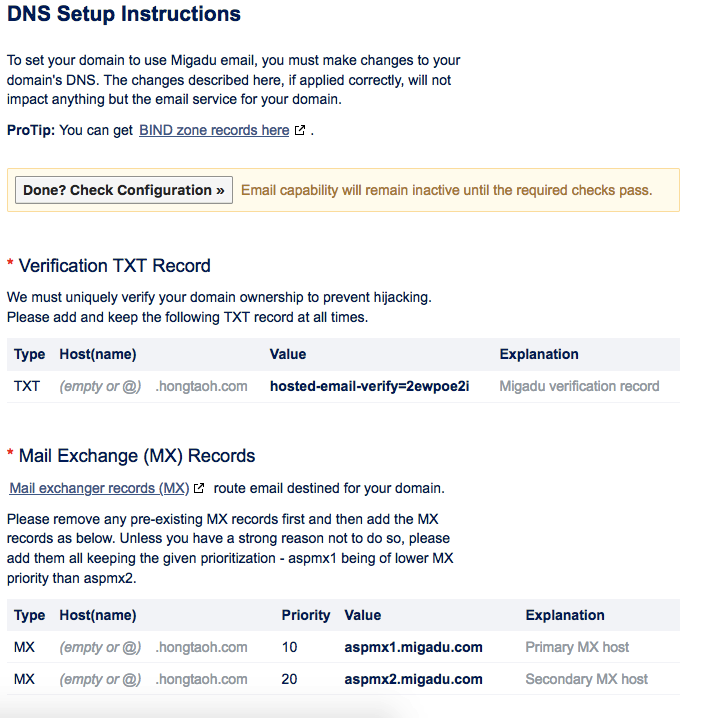 DNS Setup Instructions
To set your domain to use Migadu email, you must make changes to your
domain's DNS. The changes described here, if applied correctly, will not
impact anything but the email service for your domain.
ProTip: You can get BIND zone records here .
Done? Check Configuration » Email capability will remain inactive until the required checks pass.
* Verification TXT Record
We must uniquely verify your domain ownership to prevent hijacking.
Please add and keep the following TXT record at all times.
Type Host(name) Value Explanation
TXT (empty or @) .hongtaoh.com hosted-email-verify=2ewpoe2i Migadu verification record
* Mail Exchange (MX) Records
Mail exchanger records (MX) route email destined for your domain.
Please remove any pre-existing MX records first and then add the MX
records as below. Unless you have a strong reason not to do so, please
add them all keeping the given prioritization - aspmx1 being of lower MX
priority than aspmx2.
Type Host(name) Priority Value Explanation
MX (empty or @) .hongtaoh.com 10 aspmx1.migadu.com Primary MX host
MX (empty or @) .hongtaoh.com 20 aspmx2.migadu.com Secondary MX host